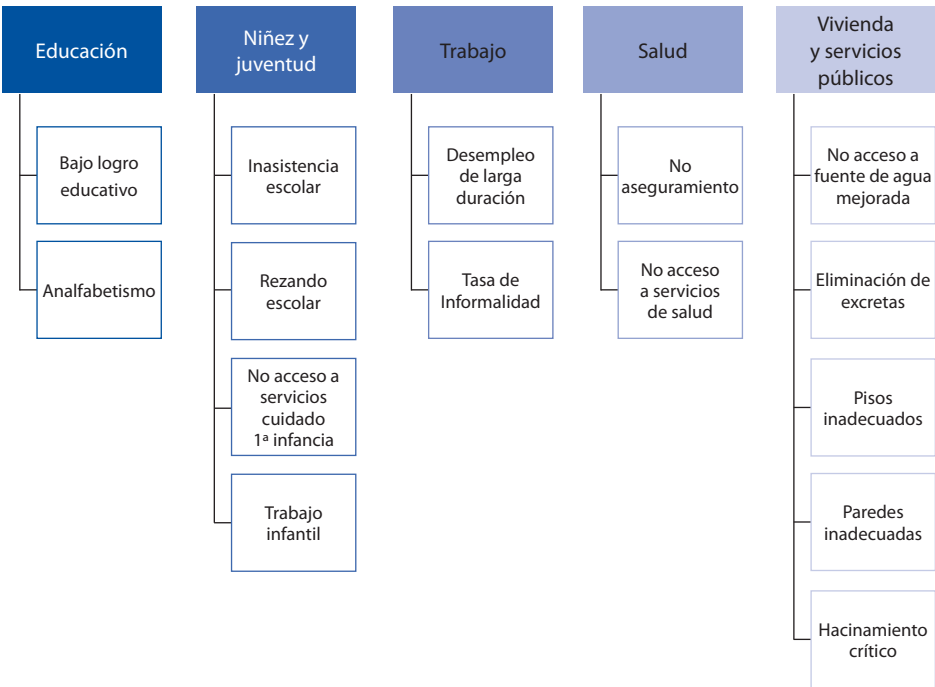 Educación
Bajo logro
educativo
Analfabetismo
Niñez y
juventud
Inasistencia
escolar
Rezando
escolar
No acceso a
servicios
cuidado
1ª infancia
Trabajo
infantil
Trabajo
Desempleo
de larga
duración
Tasa de
Informalidad
Salud
No
aseguramiento
No acceso
a servicios
de salud
Vivienda
y servicios
públicos
No acceso a
fuente de agua
mejorada
Eliminación de
excretas
Pisos
inadecuados
Paredes
inadecuadas
Hacinamiento
crítico